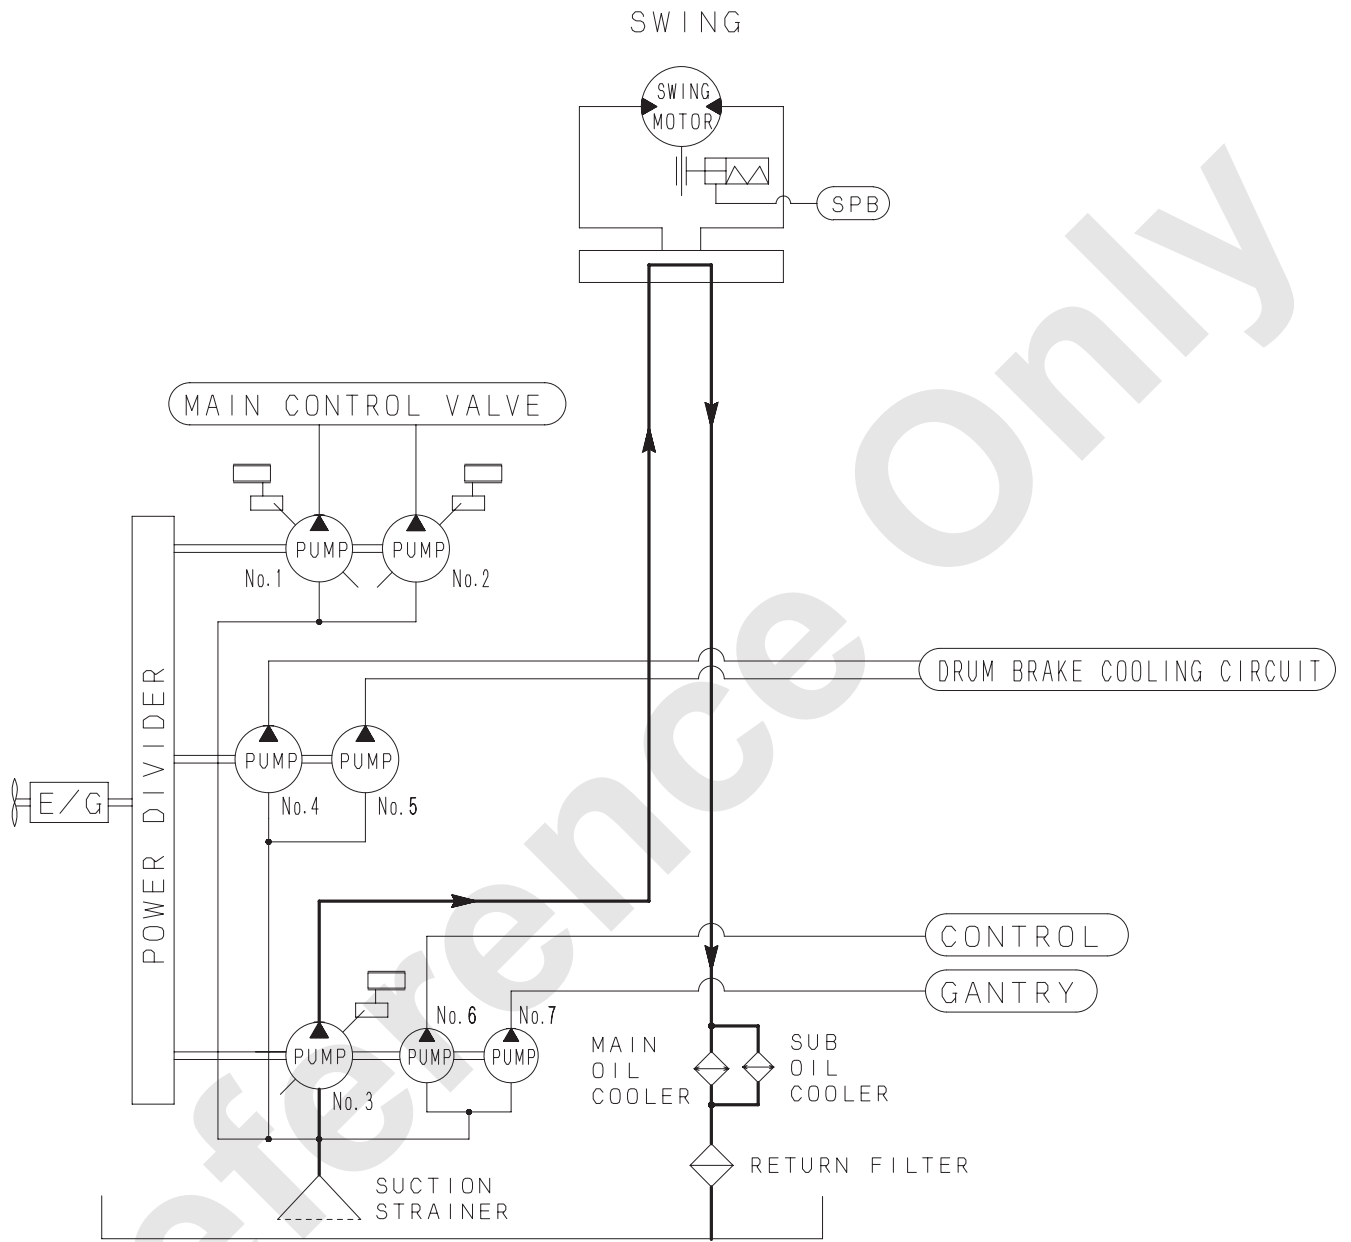 SWING
SWING
MOTOR
SPB
MAIN CONTROL VALVE
PUMP
PUMP
No.1
No.2
DRUM BRAKE COOLING CIRCUIT
POWER DIVIDER
PUMP
PUMP
E/G
No.4
No.5
CONTROL
GANTRY
No.6
No.7
PUMP
PUMP
PUMP
No.3
MAIN
OIL
COOLER
SUB
OIL
COOLER
RETURN FILTER
SUCTION
STRAINER
eference Only